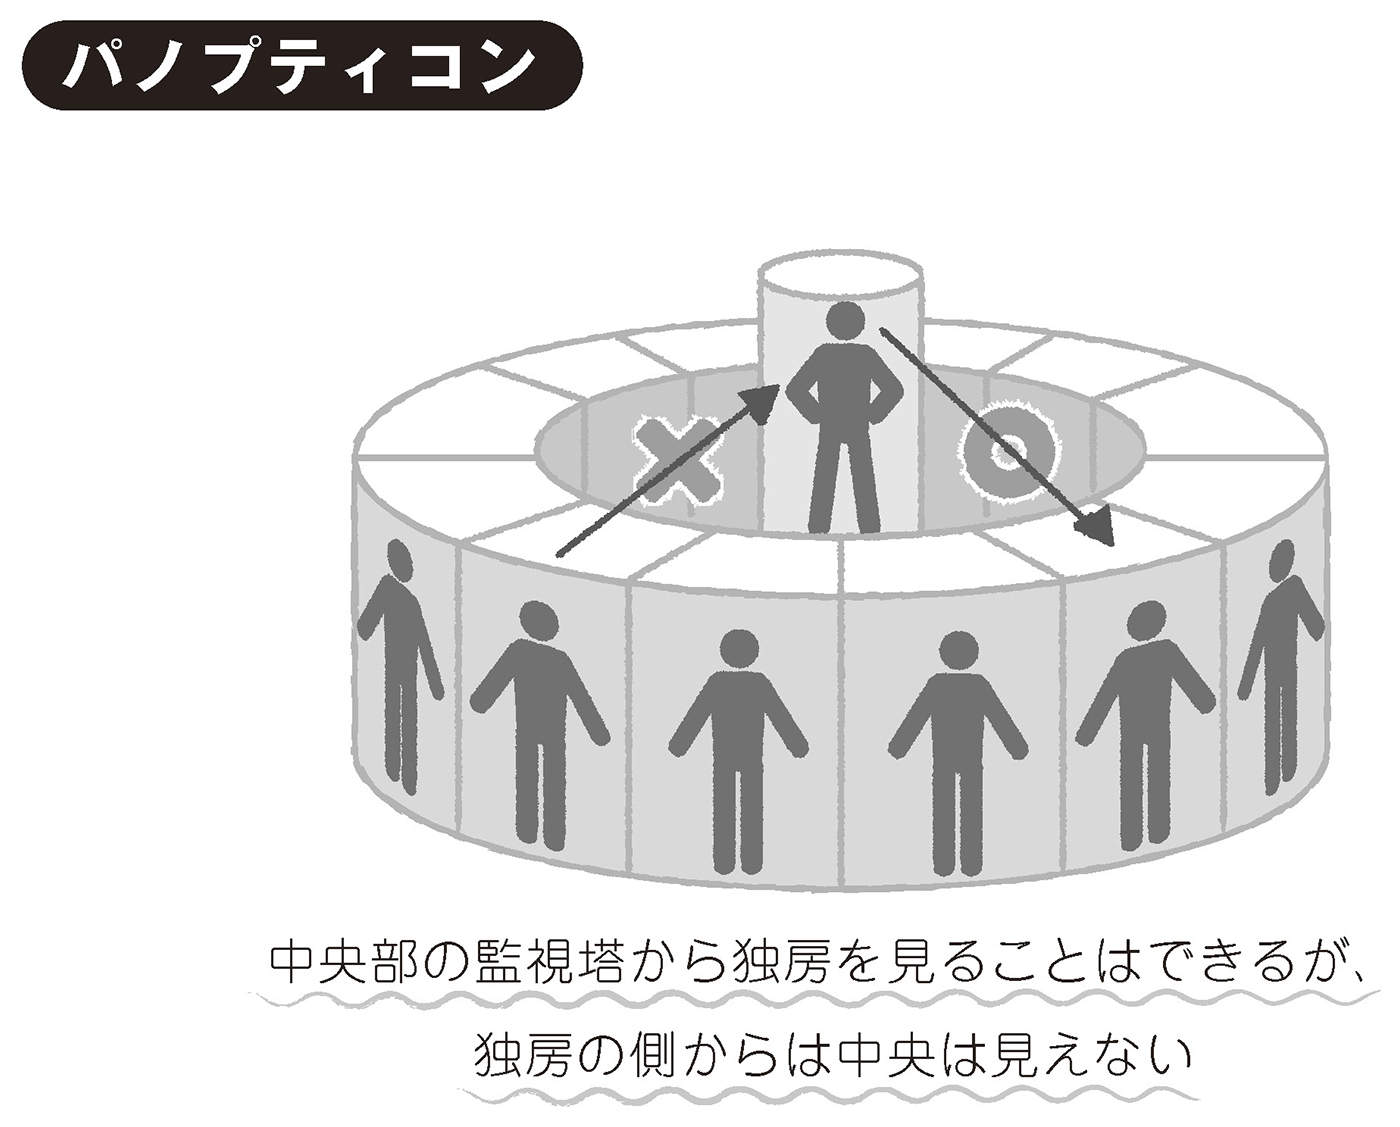 パノプティコン
中央部の監視塔から独房を見ることはできるが、
独房の側からは中央は見えない